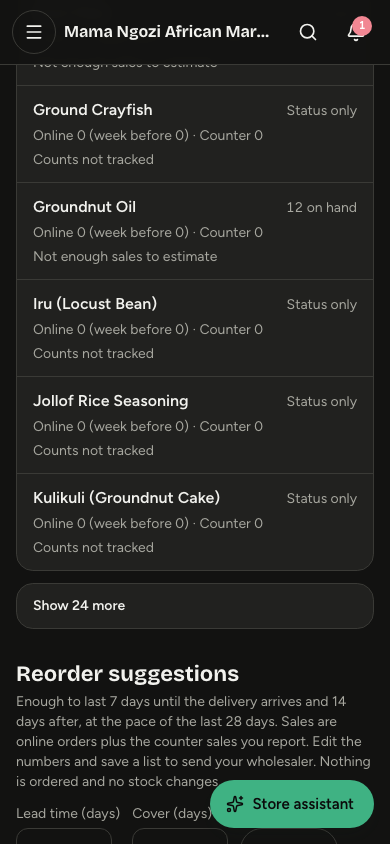 Mama Ngozi African Mar...
1
Not enough sales to estimate
Ground Crayfish
Status only
Online 0 (week before 0) · Counter 0
Counts not tracked
Groundnut Oil
12 on hand
Online 0 (week before 0) · Counter 0
Not enough sales to estimate
Iru (Locust Bean)
Status only
Online 0 (week before 0) · Counter 0
Counts not tracked
Jollof Rice Seasoning
Status only
Online 0 (week before 0) · Counter 0
Counts not tracked
Kulikuli (Groundnut Cake)
Status only
Online 0 (week before 0) · Counter 0
Counts not tracked
Show 24 more
Reorder suggestions
Enough to last 7 days until the delivery arrives and 14
days after, at the pace of the last 28 days. Sales are
online orders plus the counter sales you report. Edit the
numbers and save a list to send your wholesaler. Nothing
is ordered and no stock changes.
Lead time (days)
Cover (days)
Store assistant